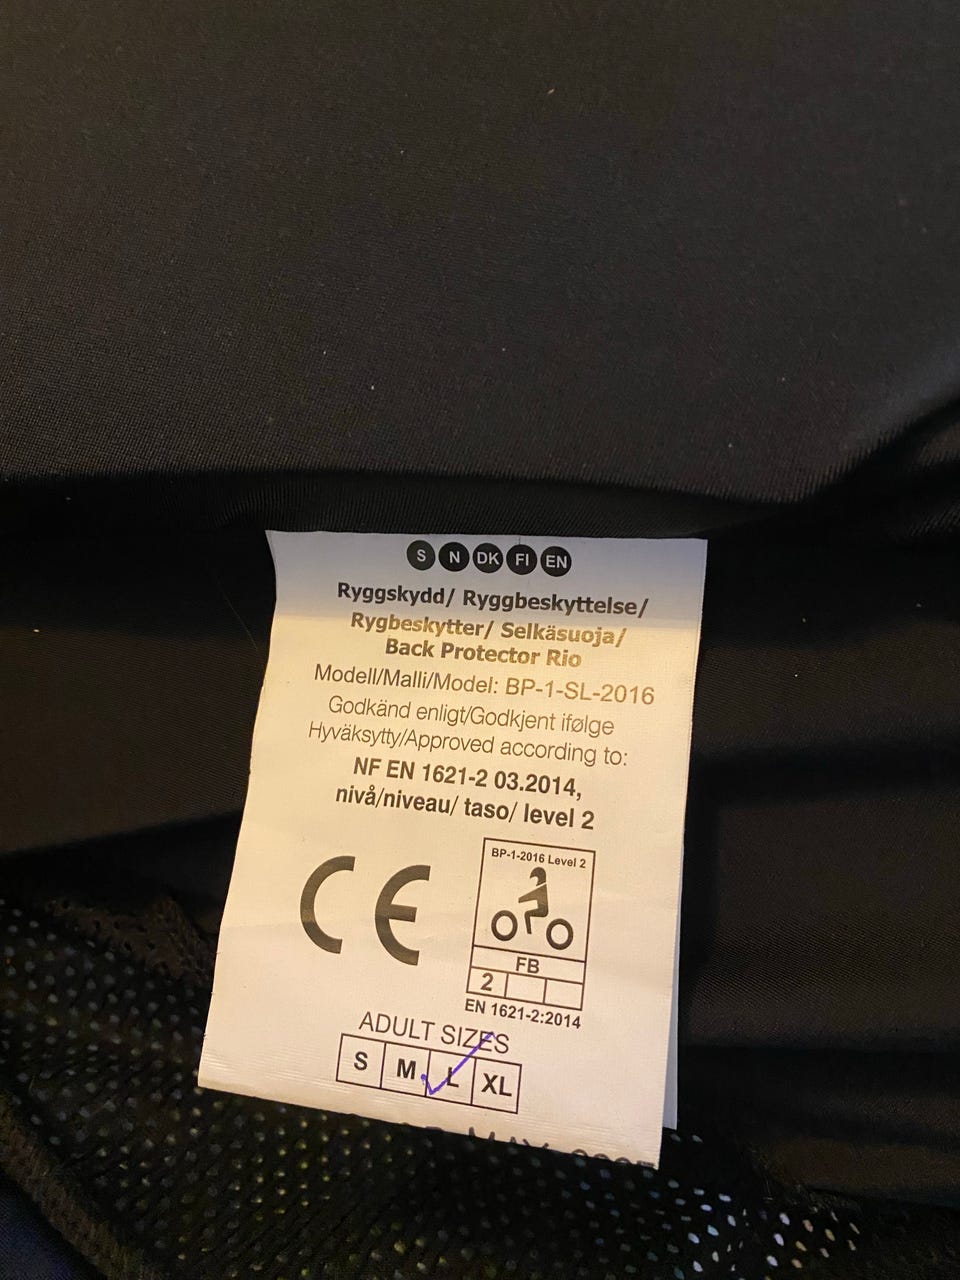 S N DK FI EN
Ryggskydd/ Ryggbeskyttelse/
Rygbeskytter/ Selkäsuoja/
Back Protector Rio
Modell/Malli/Model: BP-1-SL-2016
Godkänd enligt/Godkjent ifølge
Hyväksytty/Approved according to:
NF EN 1621-2 03.2014,
nivå/niveau/ taso/ level 2
CE
BP-1-2016 Level 2
FB
2
EN 1621-2:2014
ADULT SIZES
S M L XL
MAY